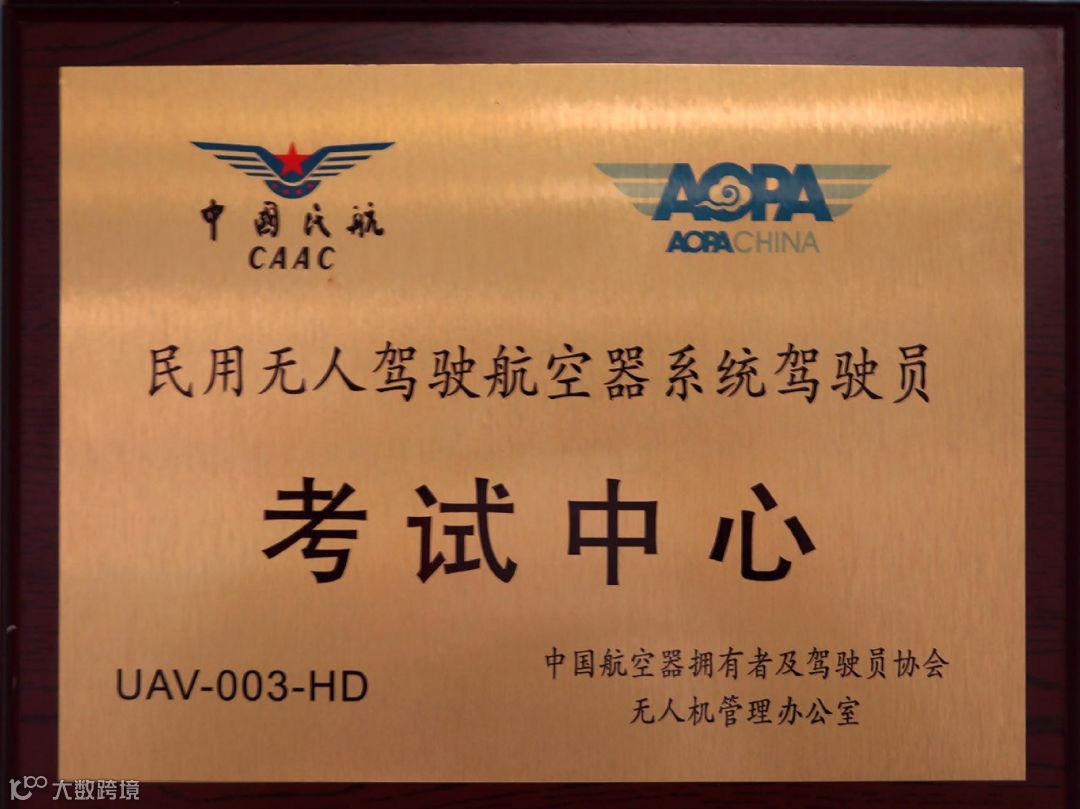 中国民航
CAAC
AOPA
AOPA CHINA
民用无人驾驶航空器系统驾驶员
考试中心
UAV-003-HD
中国航空器拥有者及驾驶员协会
无人机管理办公室
大数跨境